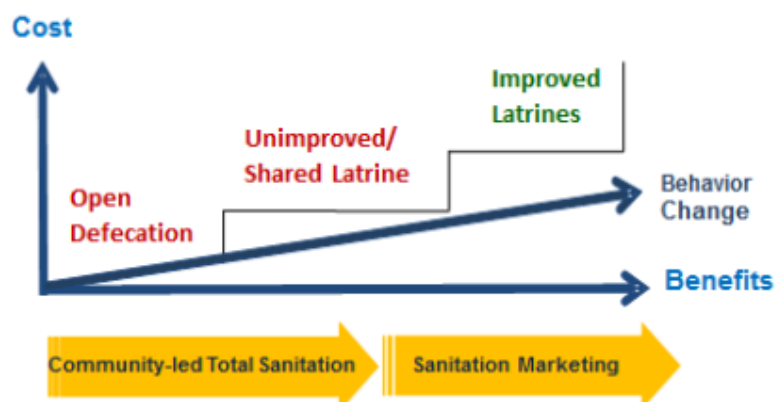 Cost
Improved
Latrines
Unimproved/
Shared Latrine
Open
Defecation
Behavior
Change
Benefits
Community-led Total Sanitation
Sanitation Marketing